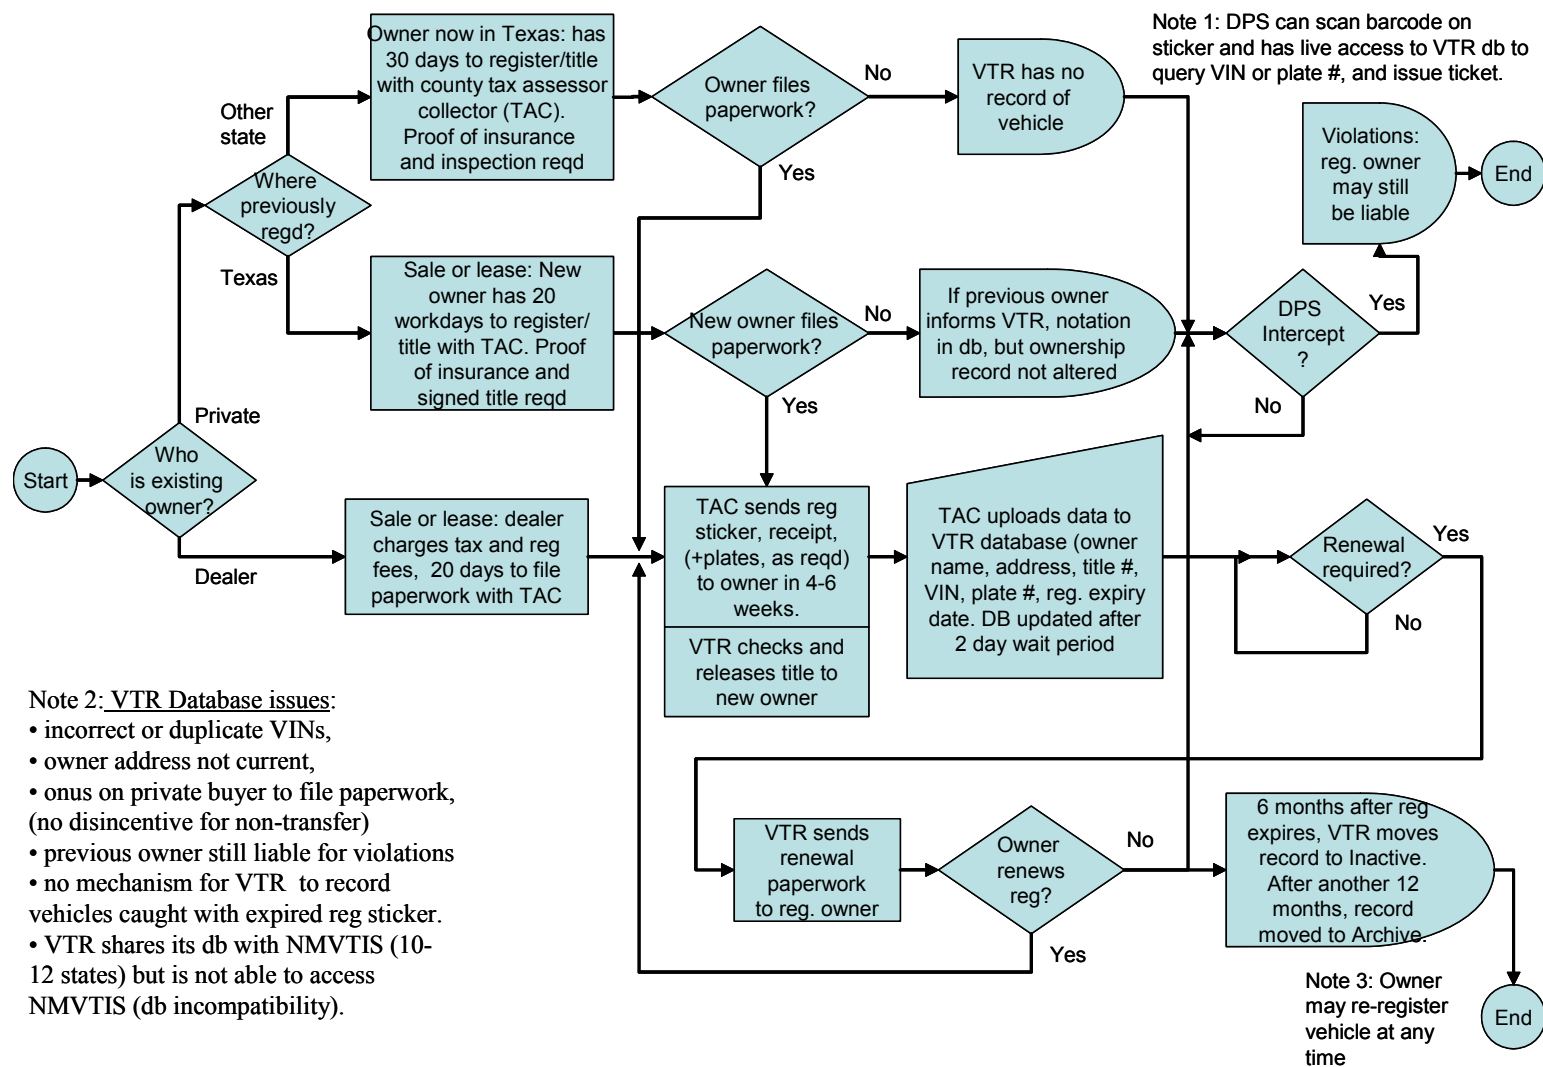 Owner now in Texas: has
30 days to register/title
with county tax assessor
collector (TAC).
Proof of insurance
and inspection reqd
Owner files
paperwork?
No
Yes
VTR has no
record of
vehicle
Note 1: DPS can scan barcode on
sticker and has live access to VTR db to
query VIN or plate #, and issue ticket.
Violations:
reg. owner
may still
be liable
End
Other
state
Where
previously
regd?
Texas
Sale or lease: New
owner has 20
workdays to register/
title with TAC. Proof
of insurance and
signed title reqd
New owner files
paperwork?
No
Yes
If previous owner
informs VTR, notation
in db, but ownership
record not altered
DPS
Intercept
?
Yes
No
Private
Start
Who
is existing
owner?
Dealer
Sale or lease: dealer
charges tax and reg
fees,  20 days to file
paperwork with TAC
TAC sends reg
sticker, receipt,
(+plates, as reqd)
to owner in 4-6
weeks.
VTR checks and
releases title to
new owner
TAC uploads data to
VTR database (owner
name, address, title #,
VIN, plate #, reg. expiry
date. DB updated after
2 day wait period
Renewal
required?
Yes
No
Note 2: VTR Database issues:
• incorrect or duplicate VINs,
• owner address not current,
• onus on private buyer to file paperwork,
(no disincentive for non-transfer)
• previous owner still liable for violations
• no mechanism for VTR  to record
vehicles caught with expired reg sticker.
• VTR shares its db with NMVTIS (10-
12 states) but is not able to access
NMVTIS (db incompatibility).
VTR sends
renewal
paperwork
to reg. owner
Owner
renews
reg?
No
Yes
6 months after reg
expires, VTR moves
record to Inactive.
After another 12
months, record
moved to Archive.
Note 3: Owner
may re-register
vehicle at any
time
End